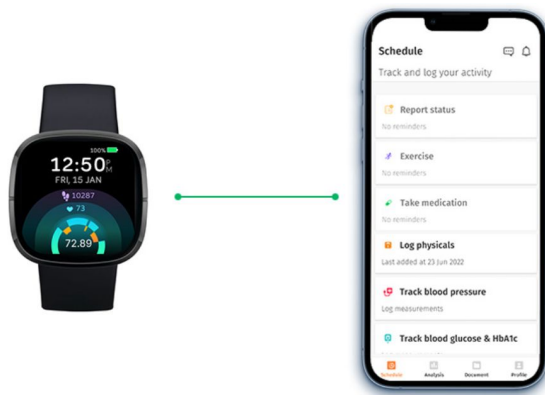 100%
12:50 P M
FRI, 15 JAN
10287
73
72.89
Schedule
Track and log your activity
Report status
No reminders
Exercise
No reminders
Take medication
No reminders
Log physicals
Last added at 23 Jun 2022
Track blood pressure
Log measurements
Track blood glucose & HbA1c
Schedule Analysis Document Profile